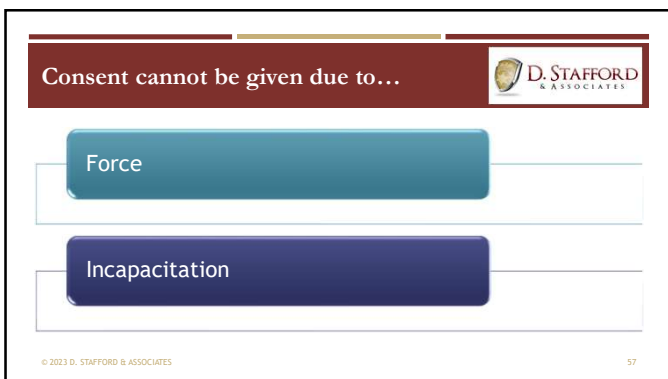 Consent cannot be given due to…
D. STAFFORD
& ASSOCIATES
Force
Incapacitation
© 2023 D. STAFFORD & ASSOCIATES
57